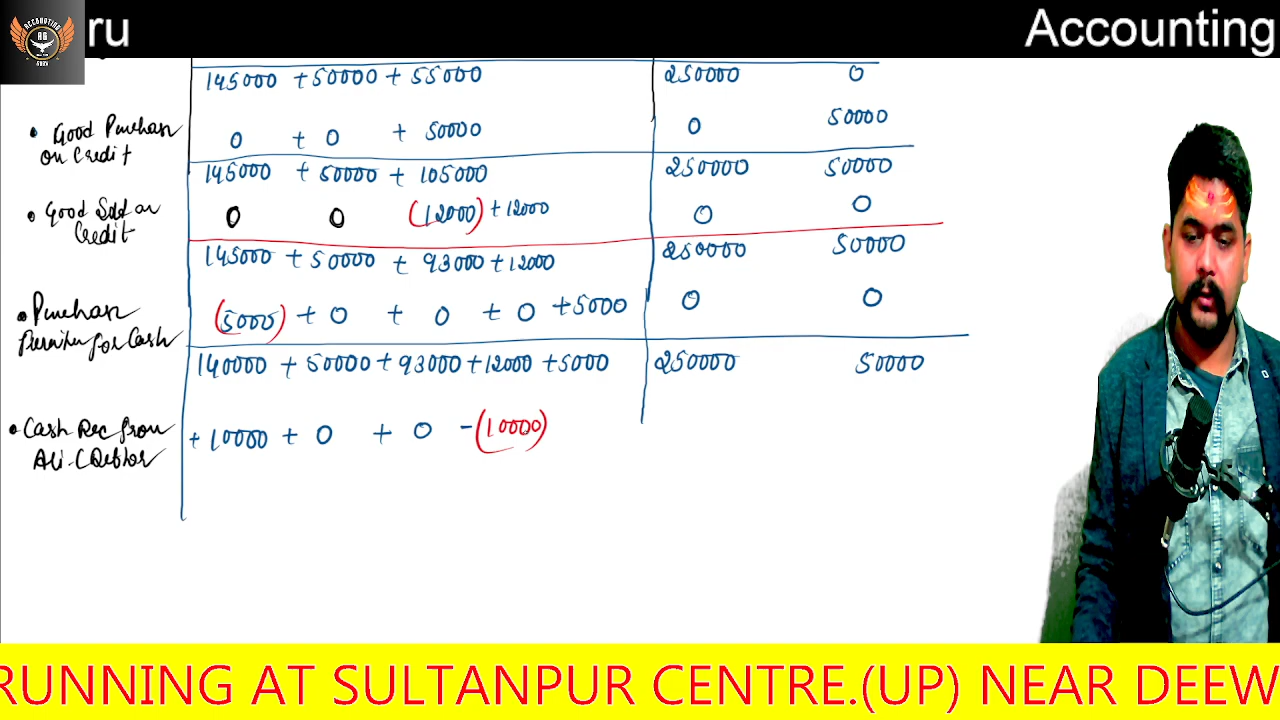 ru
Accounting
ACCOUNTING
AG
GURU
145000 + 50000 + 55000 250000 0
• Good Purchase on Credit
0 + 0 + 50000 0 50000
145000 + 50000 + 105000 250000 50000
• Good Sold on Credit
0 0 (12000) + 12000 0 0
145000 + 50000 + 93000 + 12000 250000 50000
• Purchase for Cash
(5000) + 0 + 0 + 0 + 5000 0 0
140000 + 50000 + 93000 + 12000 + 5000 250000 50000
• Cash Rec from
+ 10000 + 0 + 0 - (10000)
RUNNING AT SULTANPUR CENTRE.(UP) NEAR DEEW